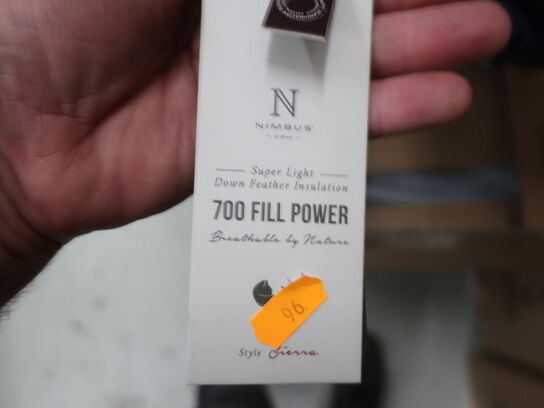 N
NIMBUS
Super Light
Down Feather Insulation
700 FILL POWER
Breathable by Nature
96.
Style Sierra